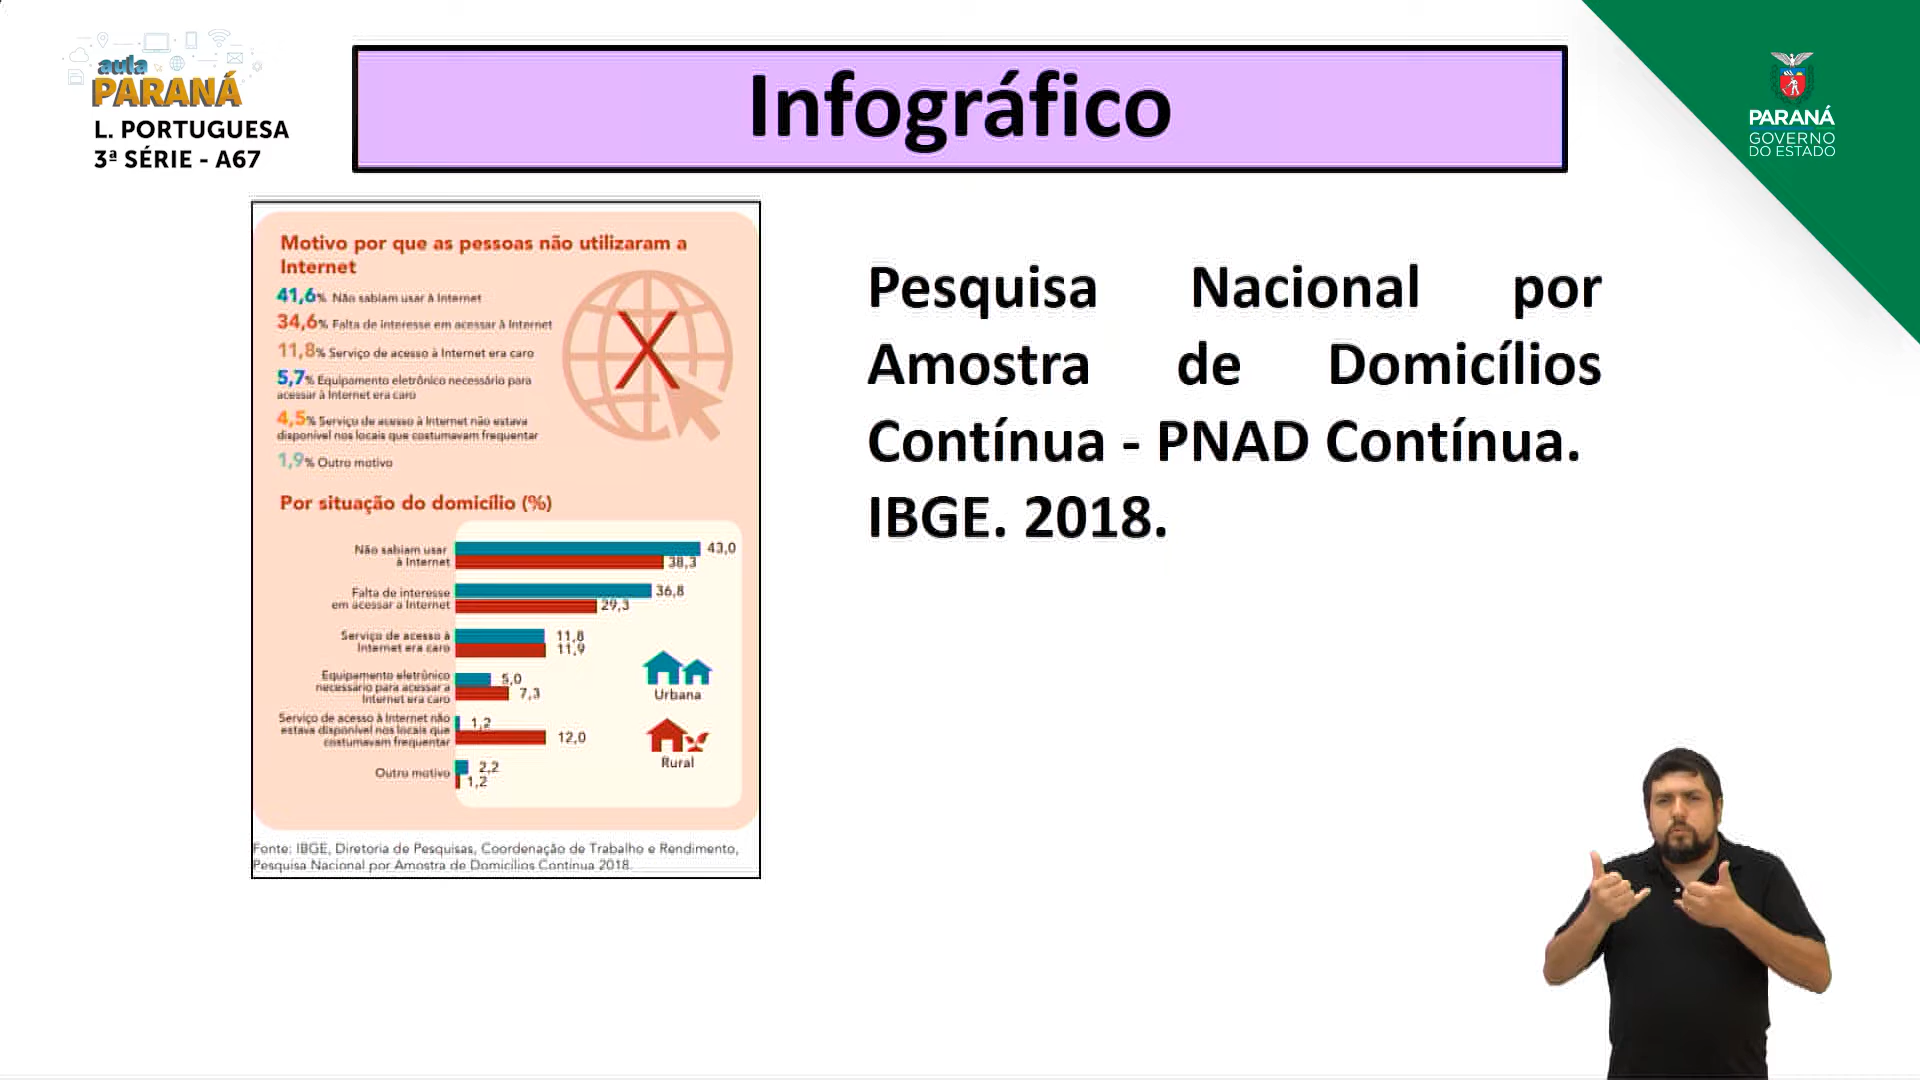 aula
PARANÁ
L. PORTUGUESA
3ª SÉRIE - A67
Infográfico
PARANÁ
GOVERNO
DO ESTADO
Motivo por que as pessoas não utilizaram a
Internet
41,6% Não sabiam usar à Internet
34,6% Falta de interesse em acessar à Internet
11,8% Serviço de acesso à Internet era caro
5,7% Equipamento eletrônico necessário para
acessar à Internet era caro
4,5% Serviço de acesso à Internet não estava
disponível nos locais que costumavam frequentar
1,9% Outro motivo
Por situação do domicílio (%)
Não sabiam usar
à Internet
43,0
38,3
Falta de interesse
em acessar a Internet
36,8
29,3
Serviço de acesso à
Internet era caro
11,8
11,9
Equipamento eletrônico
necessário para acessar a
Internet era caro
5,0
7,3
Serviço de acesso à Internet não
estava disponível nos locais que
costumavam frequentar
1,2
12,0
Outro motivo
2,2
1,2
Urbana
Rural
Fonte: IBGE, Diretoria de Pesquisas, Coordenação de Trabalho e Rendimento,
Pesquisa Nacional por Amostra de Domicílios Contínua 2018.
Pesquisa Nacional por
Amostra de Domicílios
Contínua - PNAD Contínua.
IBGE. 2018.